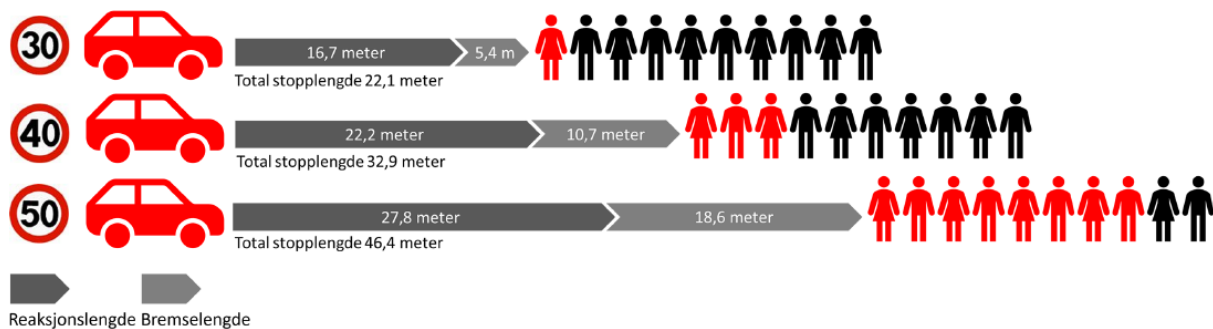 30
16,7 meter
5,4 m
Total stopplengde 22,1 meter
40
22,2 meter
10,7 meter
Total stopplengde 32,9 meter
50
27,8 meter
18,6 meter
Total stopplengde 46,4 meter
Reaksjonslengde Bremselengde